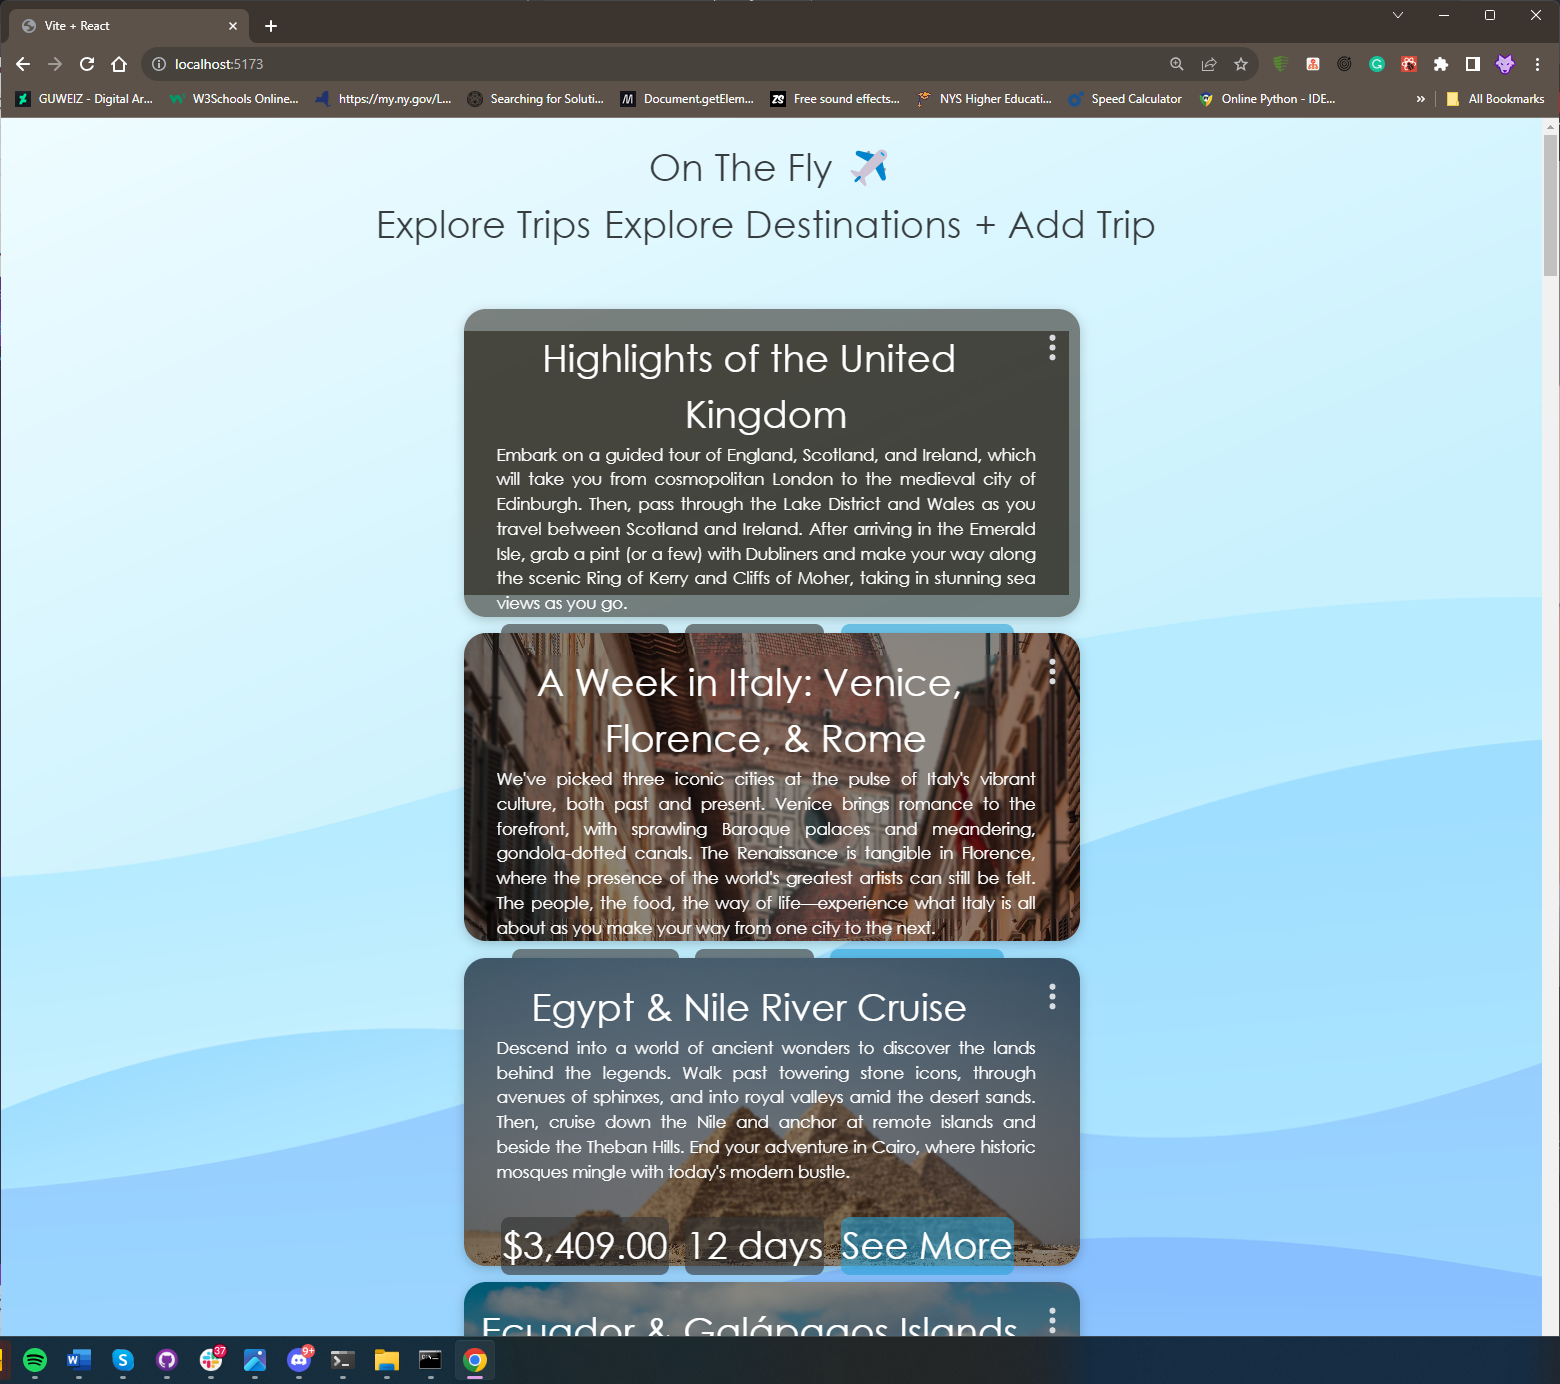 Vite + React
localhost:5173
GUWEIZ - Digital Ar...
W3Schools Online...
https://my.ny.gov/L...
Searching for Soluti...
Document.getElem...
Free sound effects...
NYS Higher Educati...
Speed Calculator
Online Python - IDE...
»
All Bookmarks
On The Fly
Explore Trips Explore Destinations + Add Trip
Highlights of the United
Kingdom
Embark on a guided tour of England, Scotland, and Ireland, which
will take you from cosmopolitan London to the medieval city of
Edinburgh. Then, pass through the Lake District and Wales as you
travel between Scotland and Ireland. After arriving in the Emerald
Isle, grab a pint (or a few) with Dubliners and make your way along
the scenic Ring of Kerry and Cliffs of Moher, taking in stunning sea
views as you go.
A Week in Italy: Venice,
Florence, & Rome
We've picked three iconic cities at the pulse of Italy's vibrant
culture, both past and present. Venice brings romance to the
forefront, with sprawling Baroque palaces and meandering,
gondola-dotted canals. The Renaissance is tangible in Florence,
where the presence of the world's greatest artists can still be felt.
The people, the food, the way of life—experience what Italy is all
about as you make your way from one city to the next.
Egypt & Nile River Cruise
Descend into a world of ancient wonders to discover the lands
behind the legends. Walk past towering stone icons, through
avenues of sphinxes, and into royal valleys amid the desert sands.
Then, cruise down the Nile and anchor at remote islands and
beside the Theban Hills. End your adventure in Cairo, where historic
mosques mingle with today's modern bustle.
$3,409.00 12 days See More
Ecuador & Galápagos Islands
37
9+